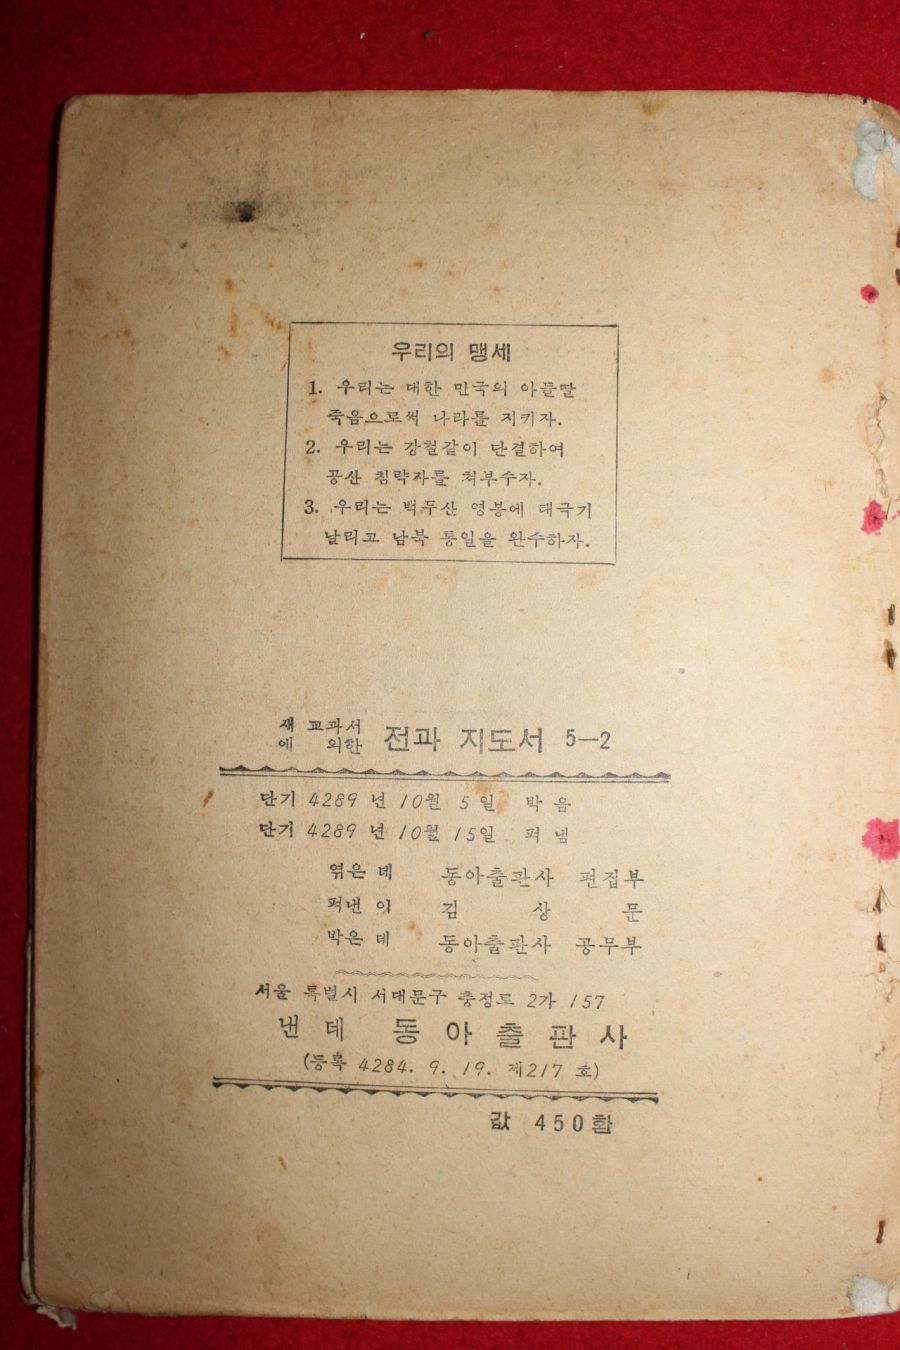 우리의 맹세
1. 우리는 대한 민국의 아들딸
죽음으로써 나라를 지키자.
2. 우리는 강철같이 단결하여
공산 침략자를 쳐부수자.
3. 우리는 백두산 영봉에 태극기
날리고 남북 통일을 완수하자.
새 교과서
에 의한 전과 지도서 5—2
단기 4289 년 10월 5 일 박 음
단기 4289 년 10월 15일 펴 냄
엮은 데 동아출판사 편집부
펴낸 이 김 상 문
박은 데 동아출판사 공무부
서울 특별시 서대문구 충정로 2가 157
낸 데 동 아 출 판 사
(등록 4284. 9. 19. 제217 호)
값 450환